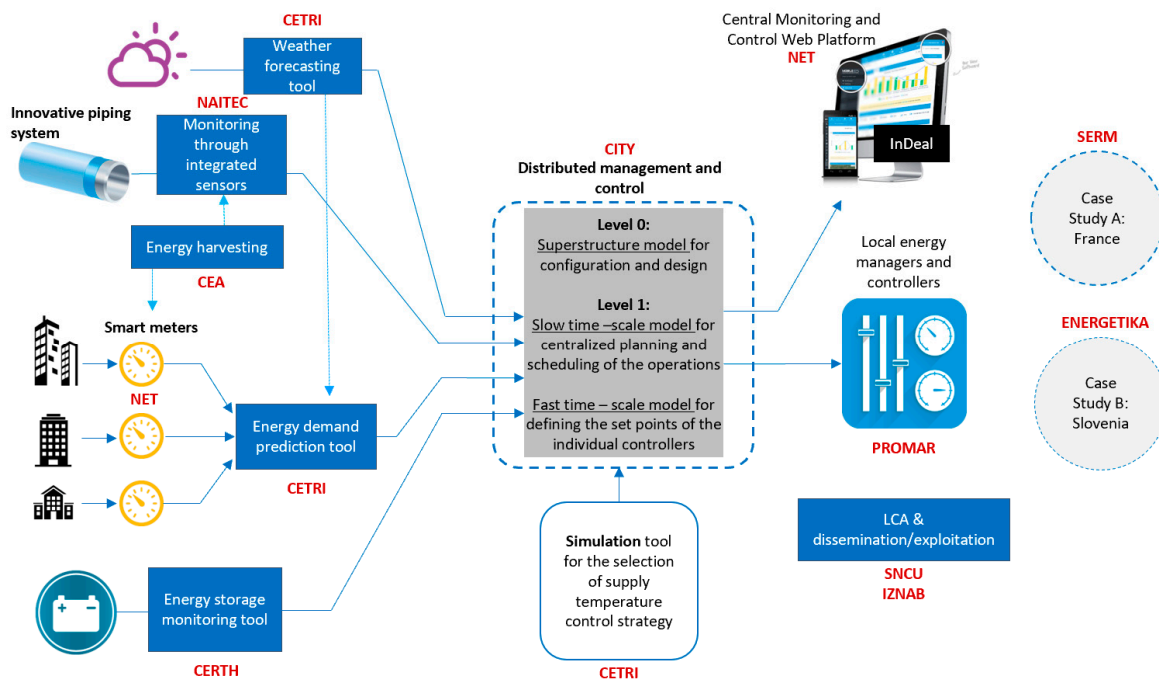 CETRI
Weather
forecasting
tool
NAITEC
Innovative piping
system
Monitoring
through
integrated
sensors
Energy harvesting
CEA
Smart meters
NET
Energy demand
prediction tool
CETRI
Energy storage
monitoring tool
CERTH
CITY
Distributed management and
control
Level 0:
Superstructure model for
configuration and design
Level 1:
Slow time –scale model for
centralized planning and
scheduling of the operations
Fast time – scale model for
defining the set points of the
individual controllers
Simulation tool
for the selection
of supply
temperature
control strategy
CETRI
Central Monitoring and
Control Web Platform
NET
InDeal
Local energy
managers and
controllers
PROMAR
LCA &
dissemination/exploitation
SNCU
IZNAB
SERM
Case
Study A:
France
ENERGETIKA
Case
Study B:
Slovenia